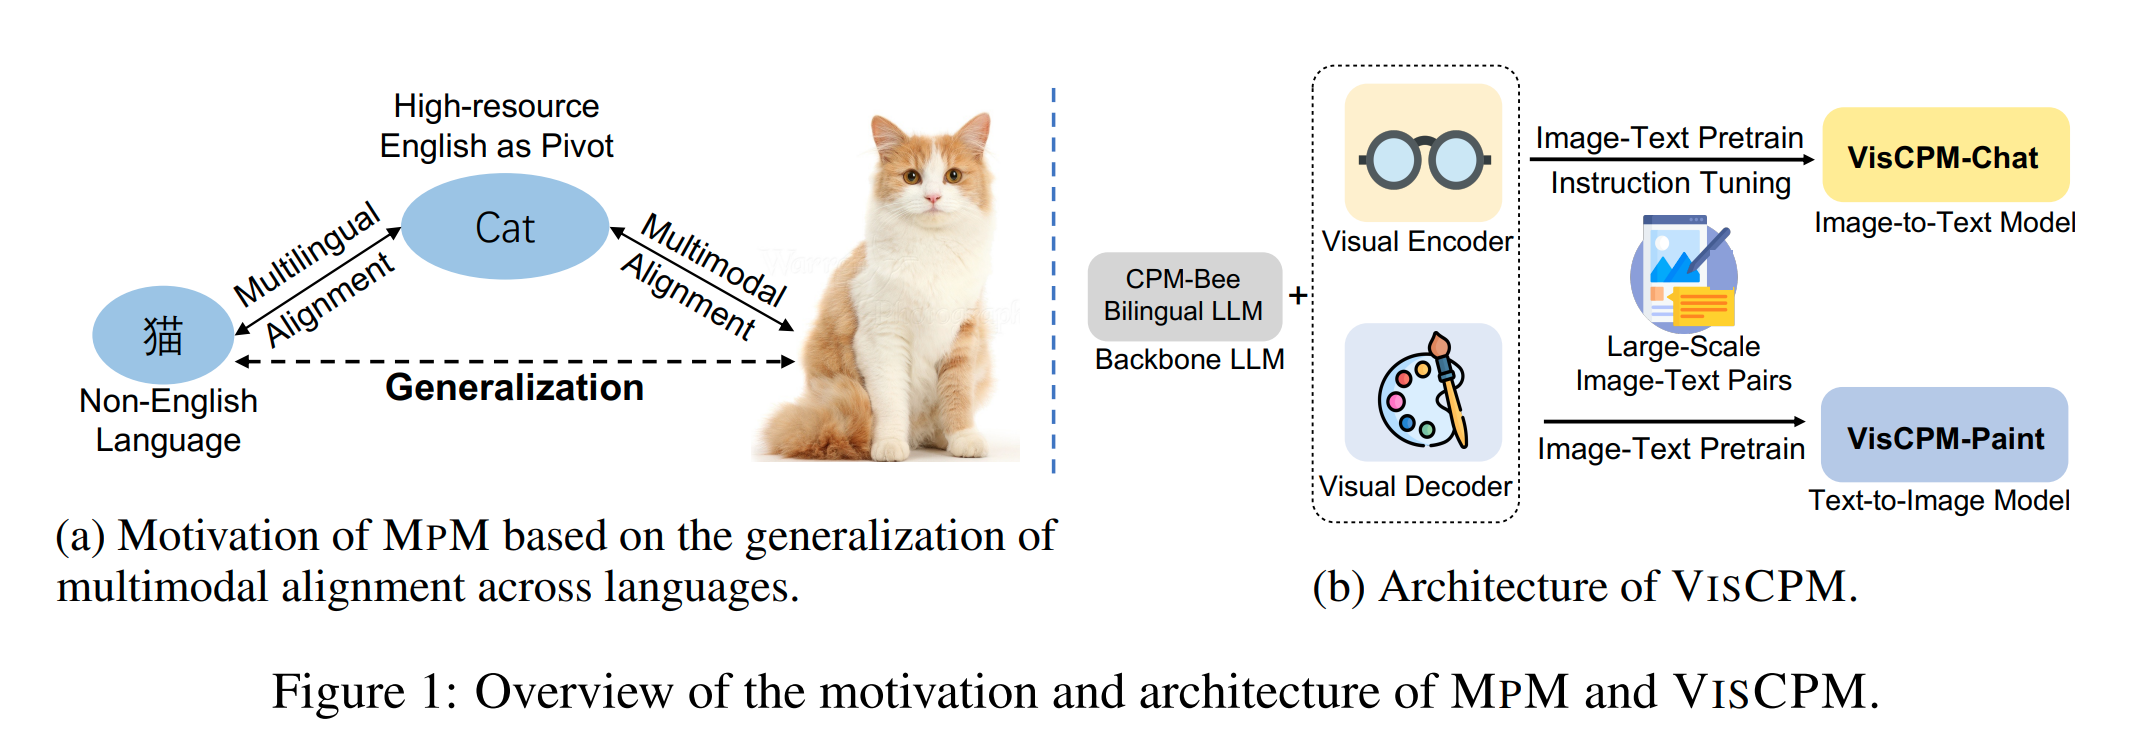 High-resource
English as Pivot
Cat
Multilingual
Alignment
Multimodal
Alignment
猫
Generalization
Non-English
Language
(a) Motivation of MPM based on the generalization of
multimodal alignment across languages.
CPM-Bee
Bilingual LLM
Backbone LLM
+
Visual Encoder
Visual Decoder
Image-Text Pretrain
Instruction Tuning
VisCPM-Chat
Image-to-Text Model
Large-Scale
Image-Text Pairs
Image-Text Pretrain
VisCPM-Paint
Text-to-Image Model
(b) Architecture of VISCPM.
Figure 1: Overview of the motivation and architecture of MPM and VISCPM.